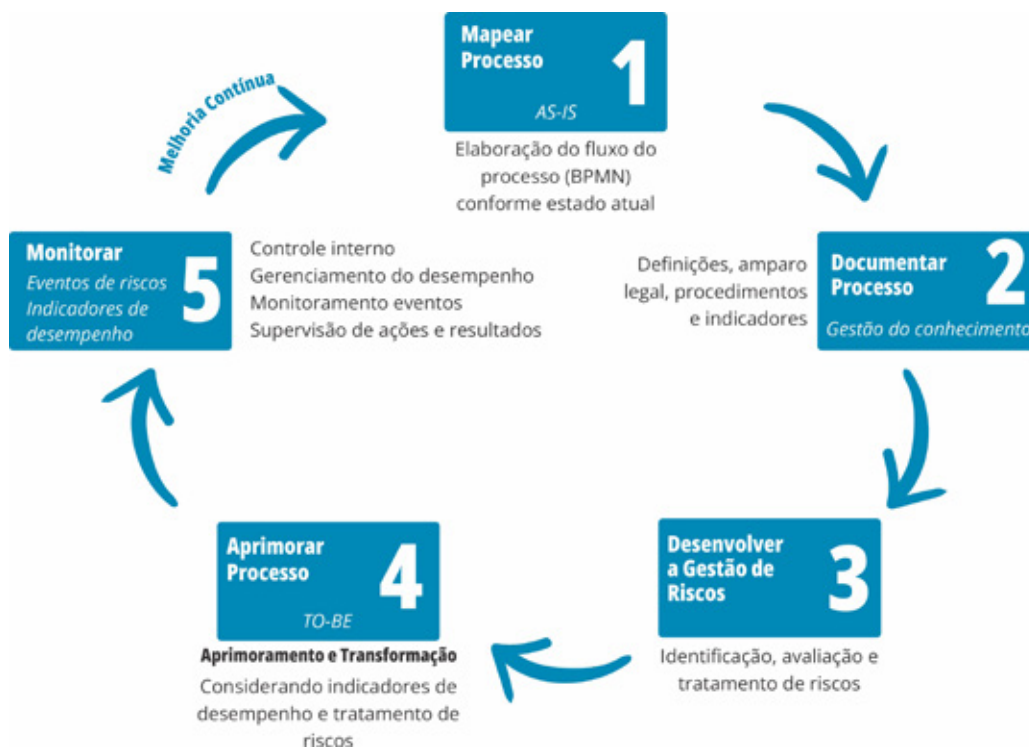 Mapear
Processo
1
AS-IS
Elaboração do fluxo do
processo (BPMN)
conforme estado atual
Definições, amparo
legal, procedimentos
e indicadores
Documentar
Processo
2
Gestão do conhecimento
Desenvolver
a Gestão de
Riscos
3
Identificação, avaliação e
tratamento de riscos
Aprimorar
Processo
4
TO-BE
Aprimoramento e Transformação
Considerando indicadores de
desempenho e tratamento de
riscos
Monitorar
Eventos de riscos
Indicadores de
desempenho
5
Controle interno
Gerenciamento do desempenho
Monitoramento eventos
Supervisão de ações e resultados
Melhoria Contínua